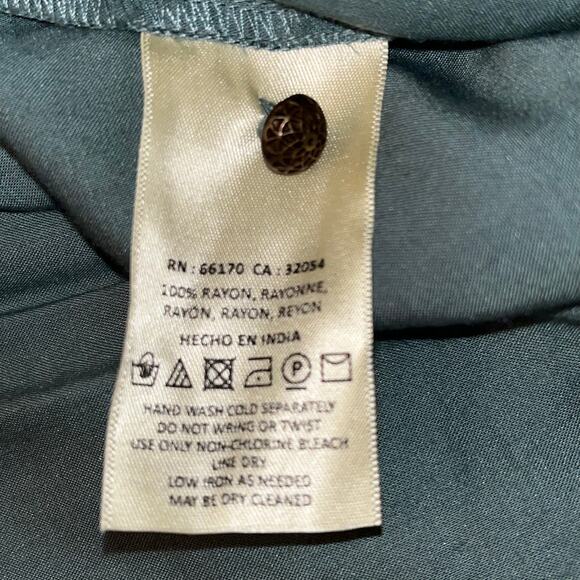 RN : 66170 CA : 32054
100% RAYON, RAYONNE,
RAYÓN, RAYON, REYON
HECHO EN INDIA
P
HAND WASH COLD SEPARATELY
DO NOT WRING OR TWIST
USE ONLY NON-CHLORINE BLEACH
LINE DRY
LOW IRON AS NEEDED
MAY BE DRY CLEANED